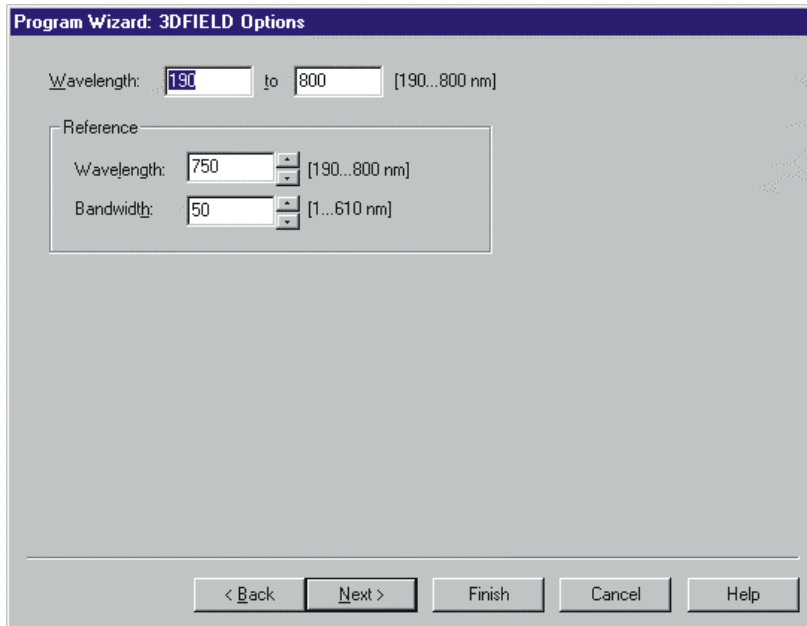 Program Wizard: 3DFIELD Options
Wavelength: 190 to 800 [190...800 nm]
Reference
Wavelength: 750 [190...800 nm]
Bandwidth: 50 [1...610 nm]
< Back Next > Finish Cancel Help